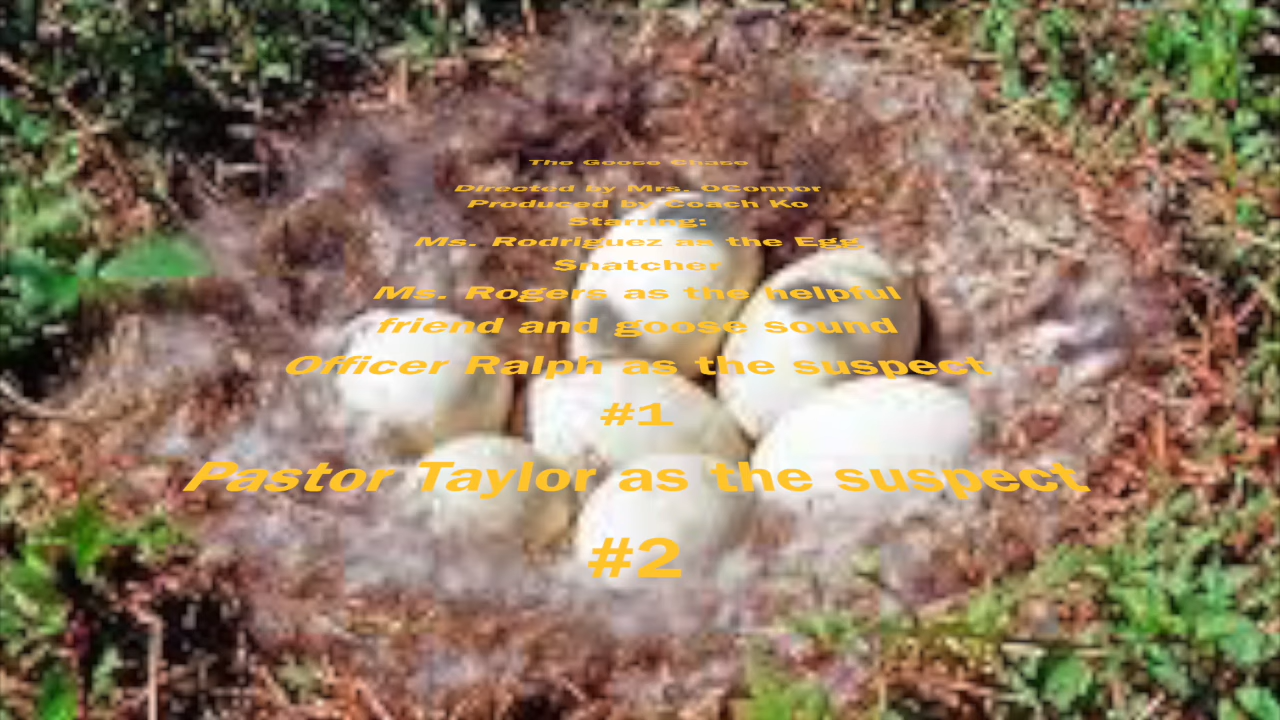 The Goose Chase
Directed by Mrs. OConnor
Produced by Coach Ko
Starring:
Ms. Rodriguez as the Egg
Snatcher
Ms. Rogers as the helpful
friend and goose sound
Officer Ralph as the suspect
#1
Pastor Taylor as the suspect
#2